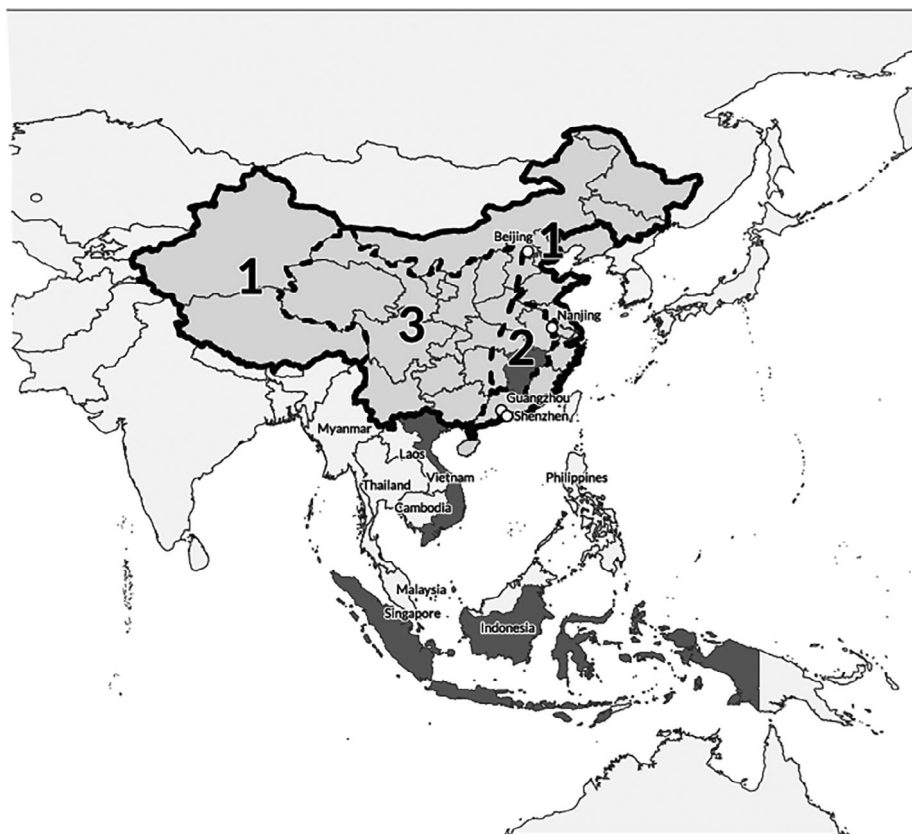 Beijing
1
1
3
Nanjing
2
Guangzhou
Shenzhen
Myanmar
Laos
Thailand
Vietnam
Philippines
Cambodia
Malaysia
Singapore
Indonesia